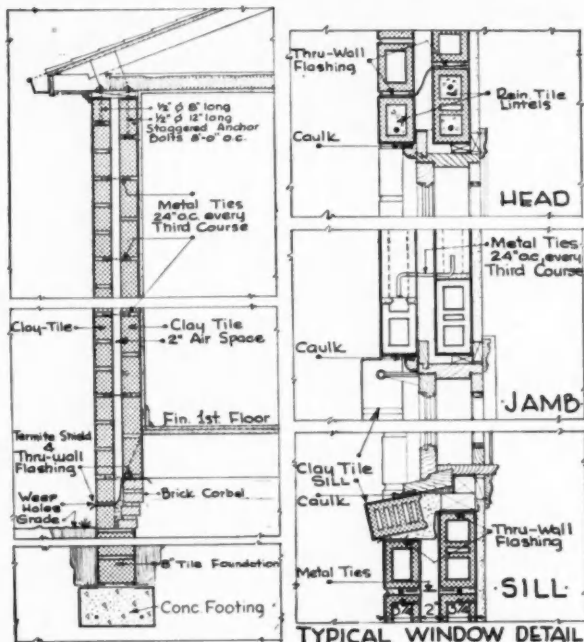 ½" φ 8" long
½" φ 12" long
Staggered Anchor
Bolts 8'-0" o.c.
Metal Ties
24" o.c. every
Third Course
Clay-Tile
Clay Tile
2" Air Space
Fin. 1st. Floor
Termite Shield
&
Thru-wall
Flashing
Weep
Holes
Grade
Brick Corbel
8" Tile Foundation
Conc Footing
Thru-Wall
Flashing
Rein Tile
Lintels
Caulk
HEAD
Metal Ties
24" o.c. every
Third Course
Caulk
JAMB
Clay Tile
SILL
Caulk
Thru-Wall
Flashing
Metal Ties
SILL
2"
TYPICAL WINDOW DETAIL